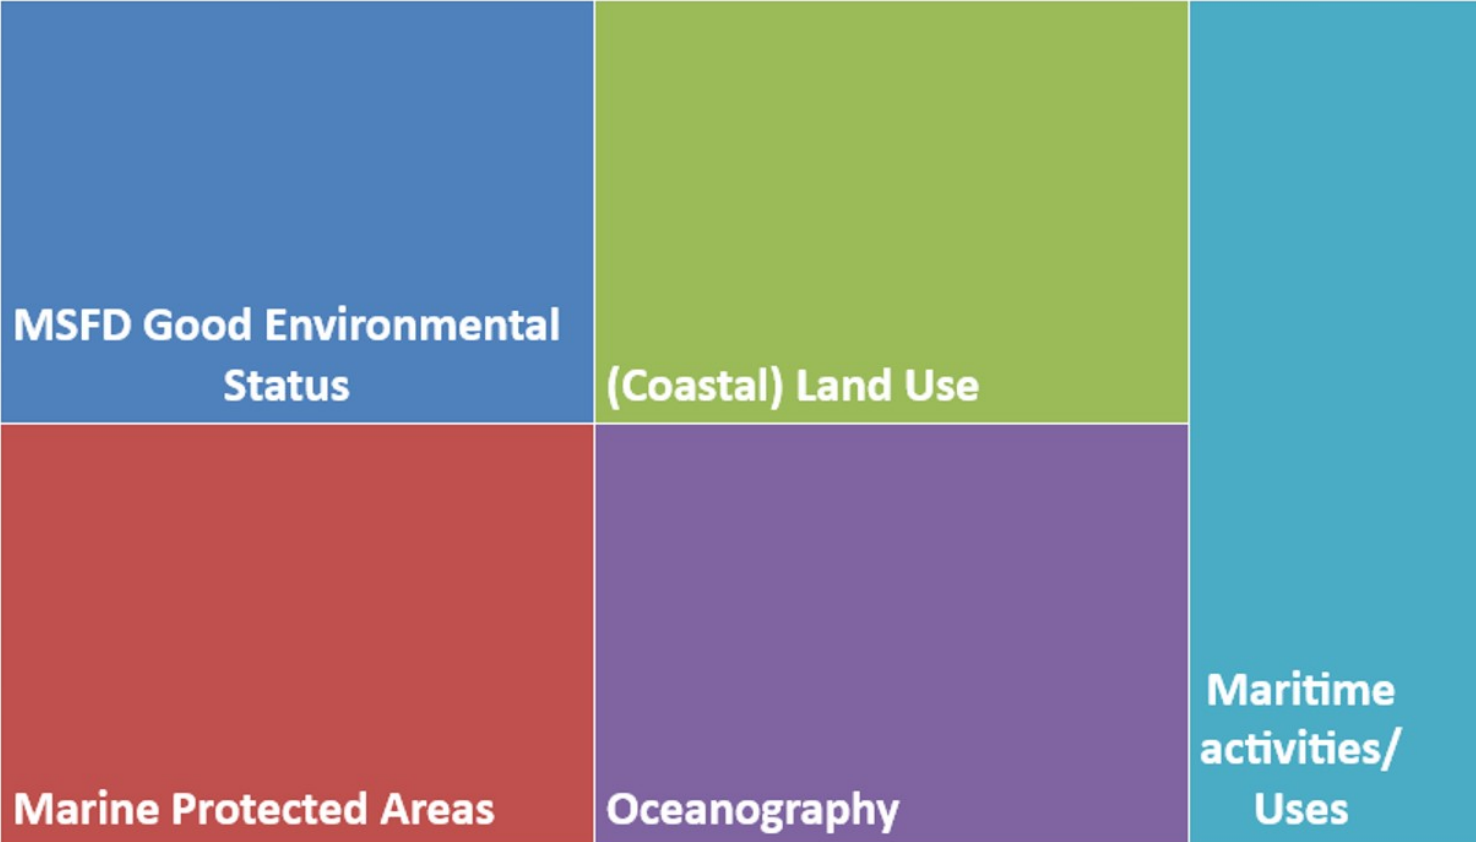 MSFD Good Environmental
Status
(Coastal) Land Use
Marine Protected Areas
Oceanography
Maritime
activities/
Uses